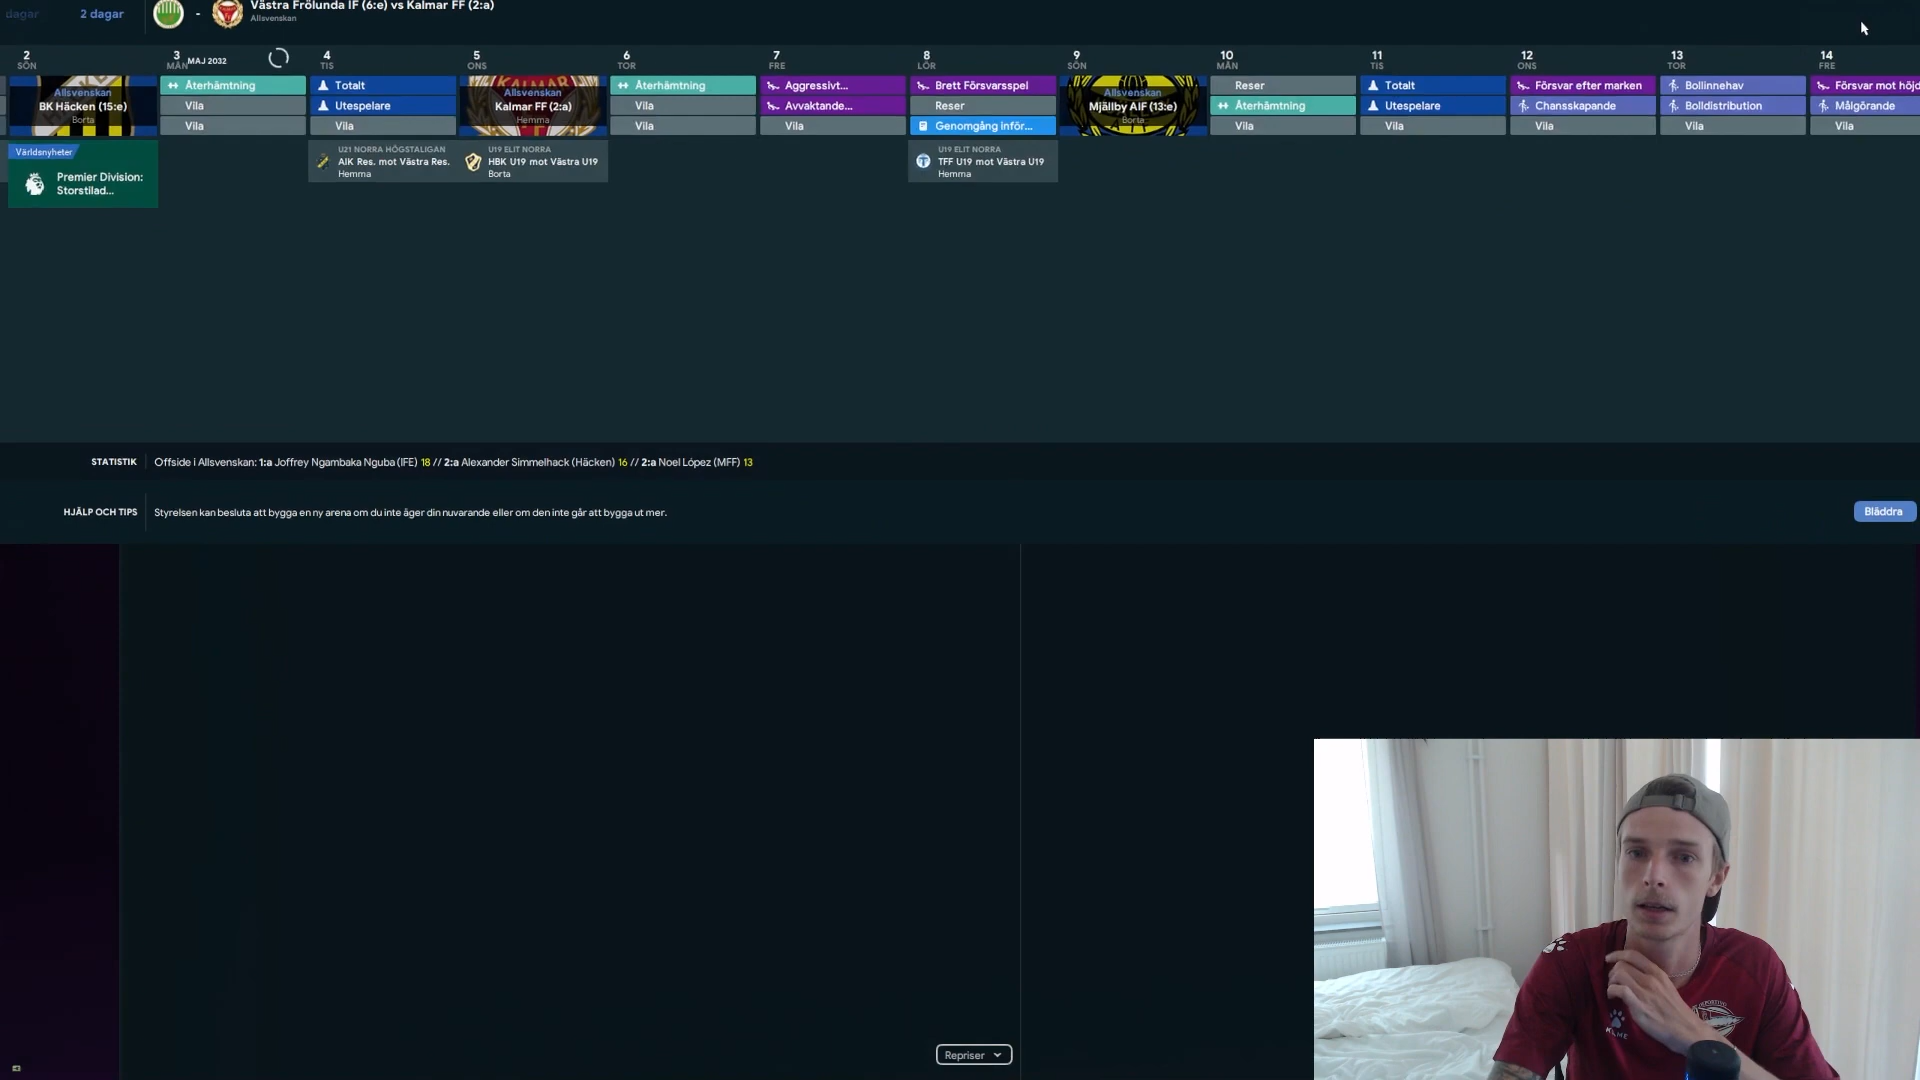 dagar
2 dagar
Västra Frölunda IF (6:e) vs Kalmar FF (2:a)
Allsvenskan
2
SÖN
3
MÅN
MAJ 2032
4
TIS
5
ONS
6
TOR
7
FRE
8
LÖR
9
SÖN
10
MÅN
11
TIS
12
ONS
13
TOR
14
FRE
Allsvenskan
BK Häcken (15:e)
Borta
Återhämtning
Vila
Vila
Totalt
Utespelare
Vila
Allsvenskan
Kalmar FF (2:a)
Hemma
Återhämtning
Vila
Vila
Aggressivt...
Avvaktande...
Vila
Brett Försvarsspel
Reser
Genomgång inför...
Allsvenskan
Mjällby AIF (13:e)
Borta
Reser
Återhämtning
Vila
Totalt
Utespelare
Vila
Försvar efter marken
Chansskapande
Vila
Bollinnehav
Bolldistribution
Vila
Försvar mot höjd
Målgörande
Vila
Världsnyheter
Premier Division:
Storstilad...
U21 NORRA HÖGSTALIGAN
AIK Res. mot Västra Res.
Hemma
U19 ELIT NORRA
HBK U19 mot Västra U19
Borta
U19 ELIT NORRA
TFF U19 mot Västra U19
Hemma
STATISTIK
Offside i Allsvenskan: 1:a Joffrey Ngambaka Nguba (IFE) 18 // 2:a Alexander Simmelhack (Häcken) 16 // 2:a Noel López (MFF) 13
HJÄLP OCH TIPS
Styrelsen kan besluta att bygga en ny arena om du inte äger din nuvarande eller om den inte går att bygga ut mer.
Bläddra
Repriser